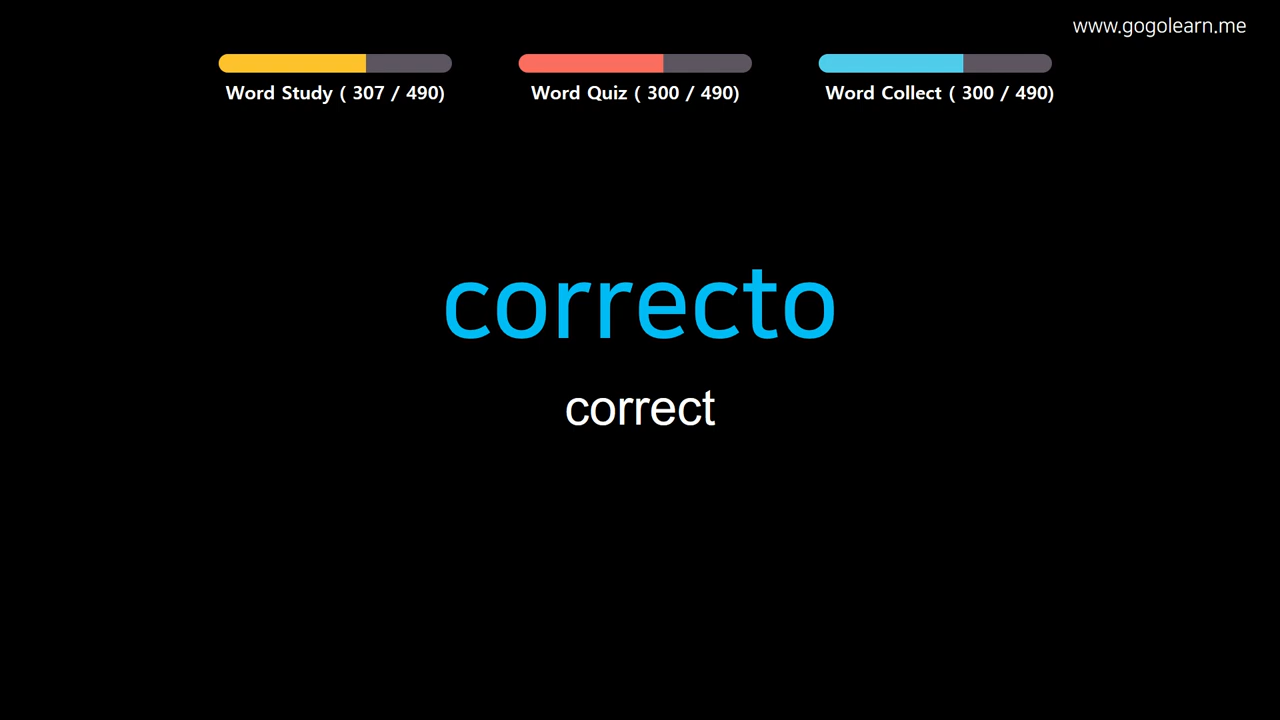 www.gogolearn.me
Word Study ( 307 / 490)
Word Quiz ( 300 / 490)
Word Collect ( 300 / 490)
correcto
correct